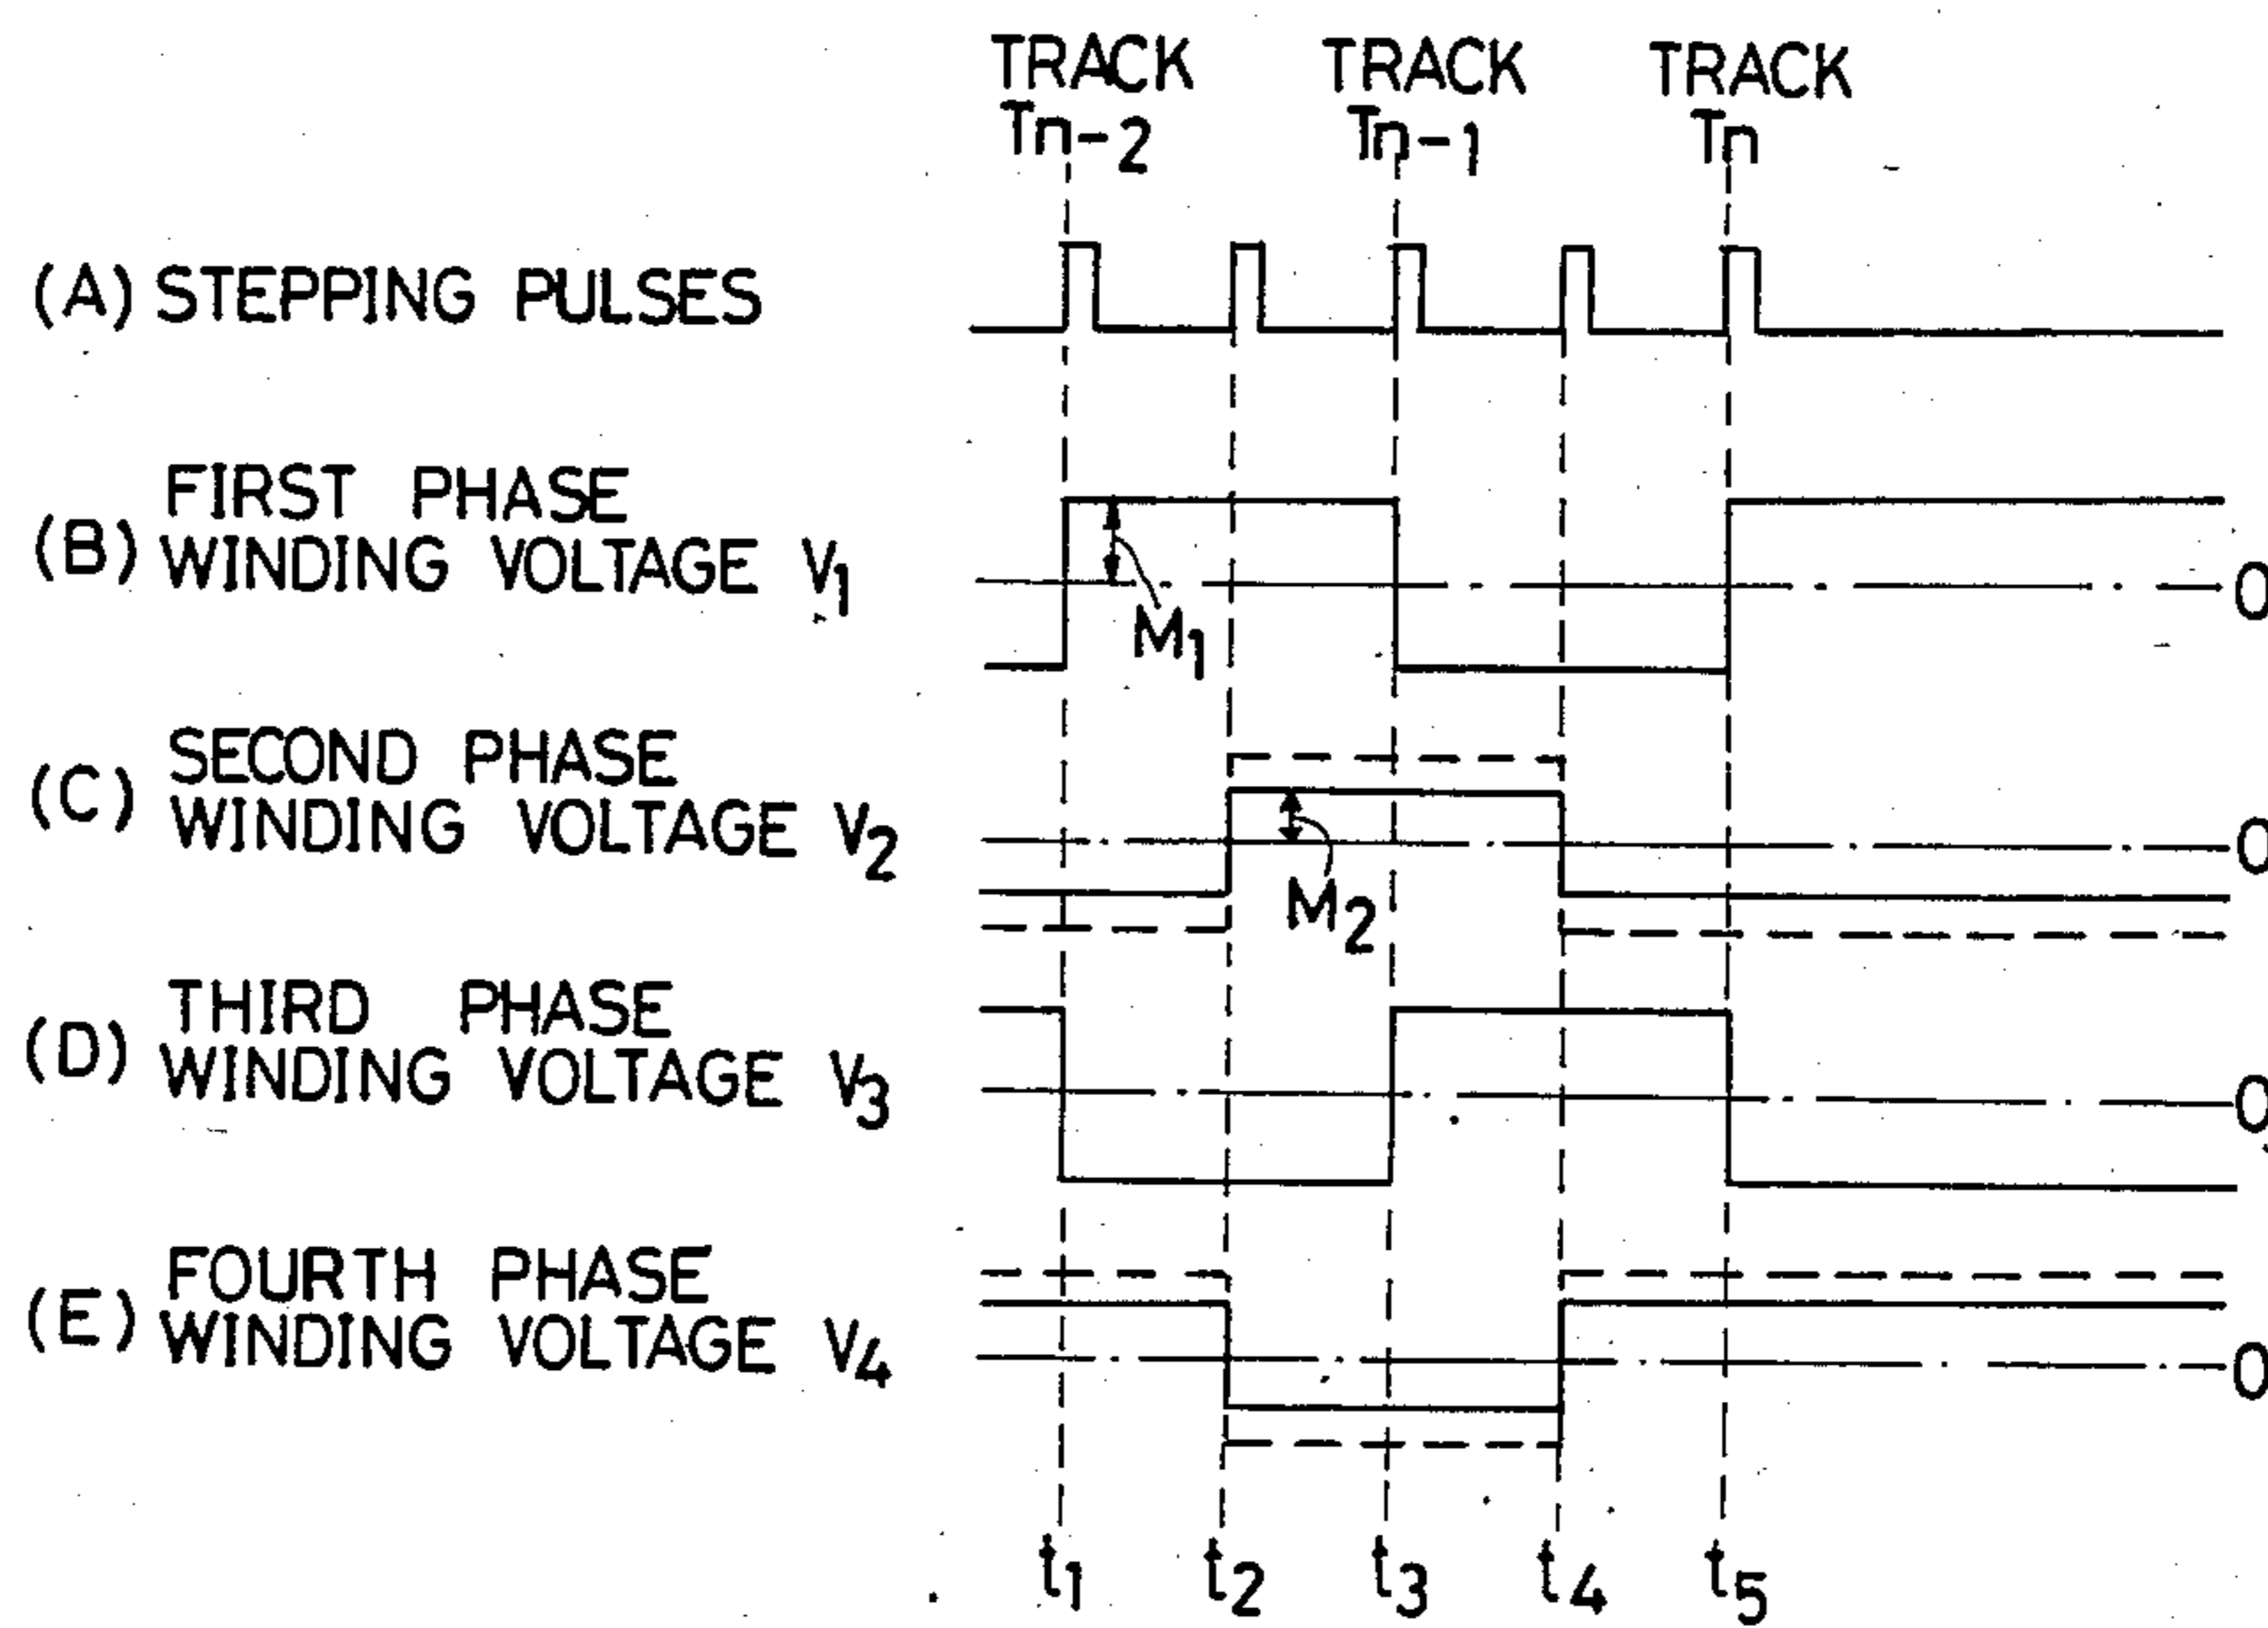 TRACK TRACK TRACK
Tn-2 Tn-1 Tn
(A) STEPPING PULSES
FIRST PHASE
(B) WINDING VOLTAGE V1
0
M1
SECOND PHASE
(C) WINDING VOLTAGE V2
0
M2
THIRD PHASE
(D) WINDING VOLTAGE V3
0
FOURTH PHASE
(E) WINDING VOLTAGE V4
0
t1 t2 t3 t4 t5